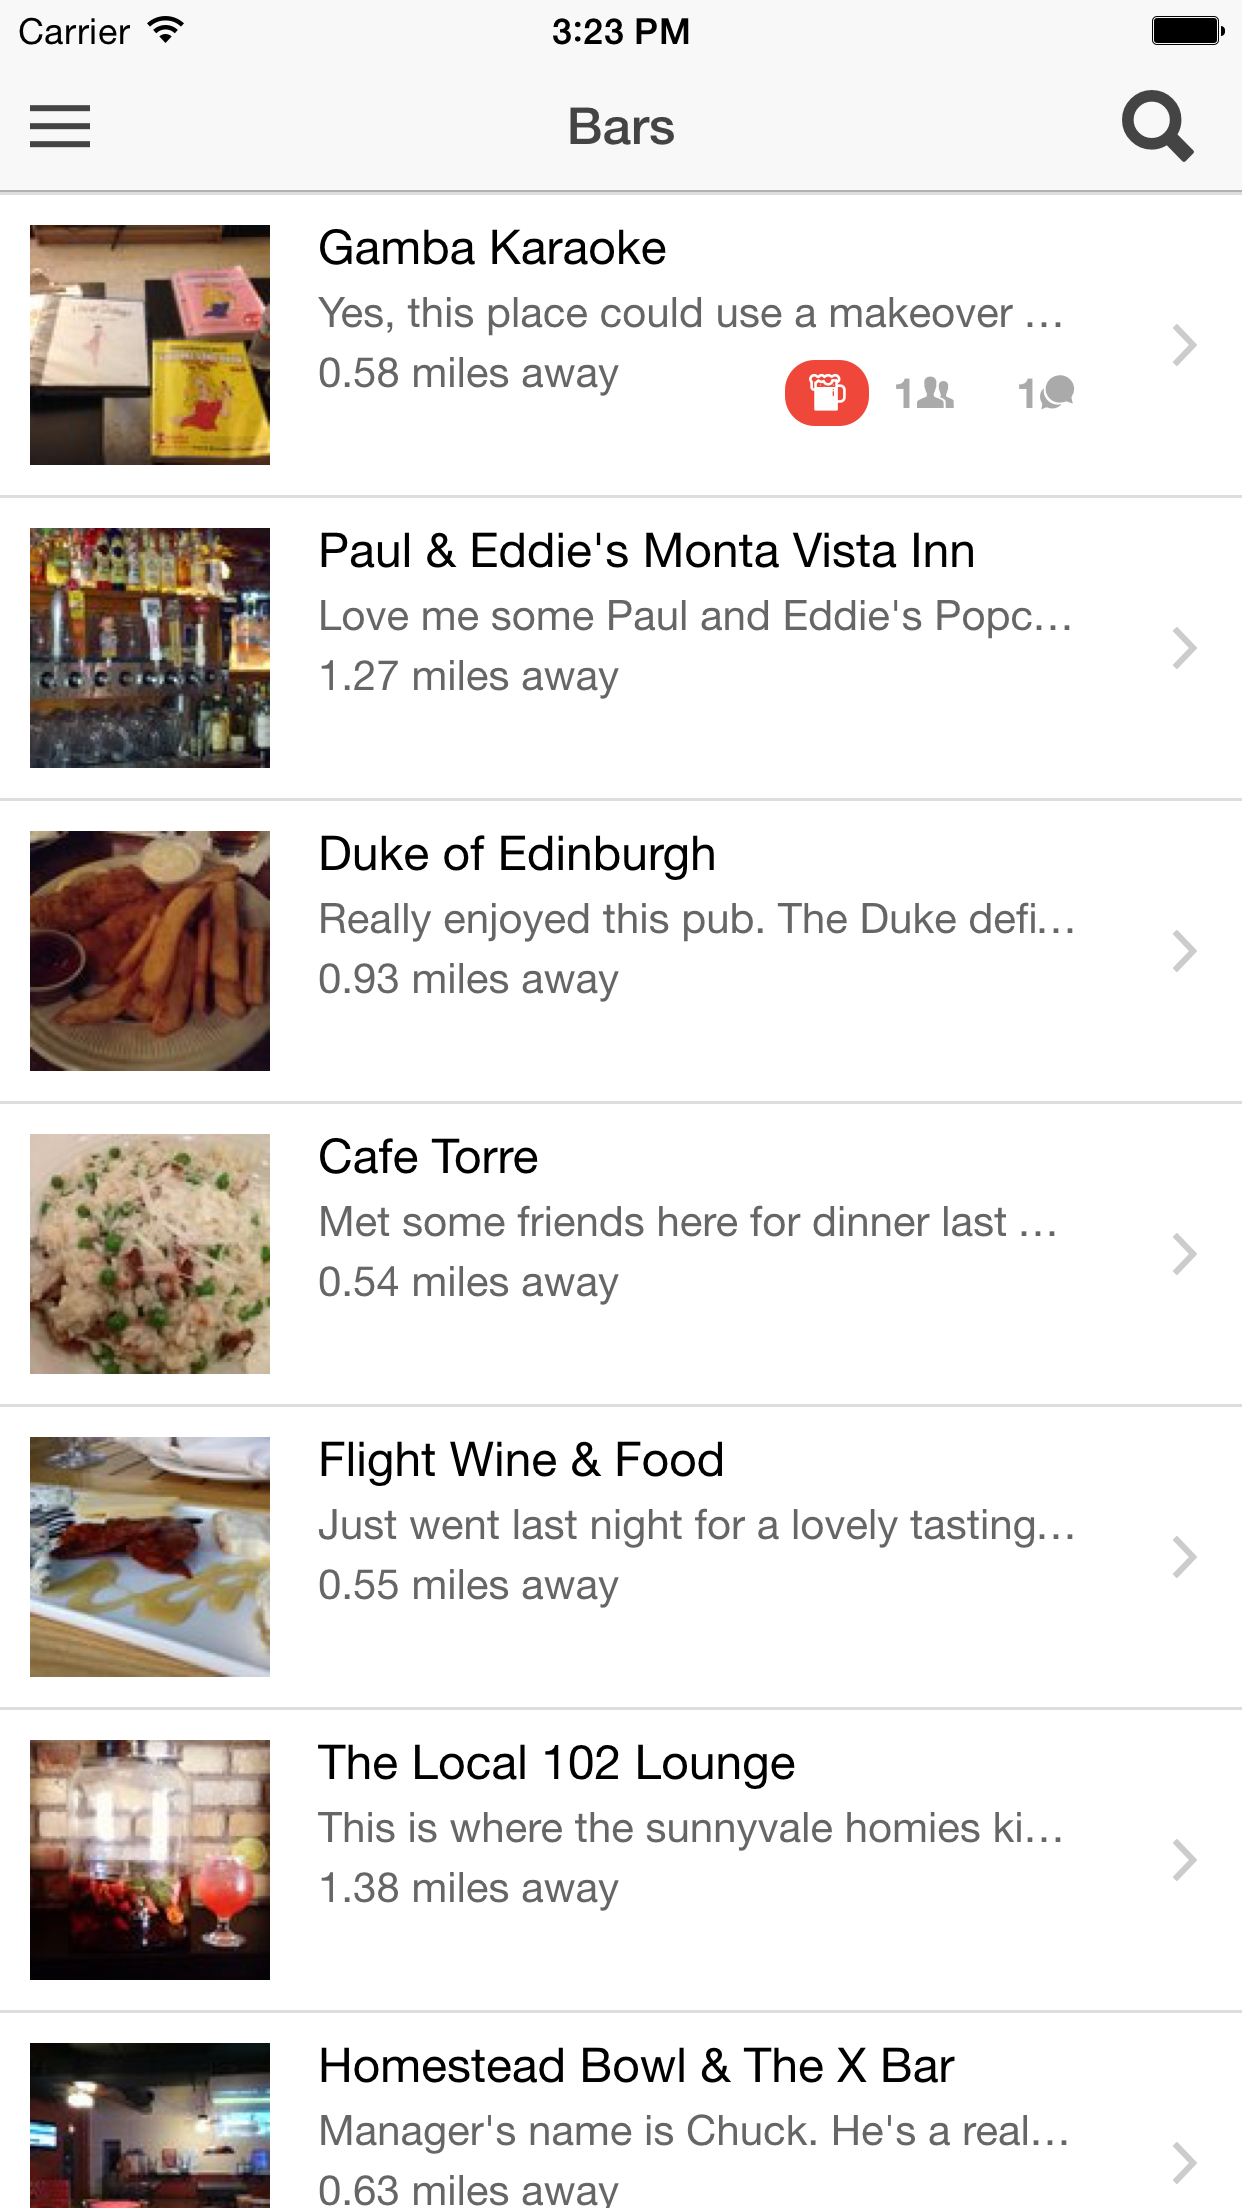 Carrier 3:23 PM
Bars
Gamba Karaoke
Yes, this place could use a makeover ...
0.58 miles away
1 1
Paul & Eddie's Monta Vista Inn
Love me some Paul and Eddie's Popc...
1.27 miles away
Duke of Edinburgh
Really enjoyed this pub. The Duke defi...
0.93 miles away
Cafe Torre
Met some friends here for dinner last ...
0.54 miles away
Flight Wine & Food
Just went last night for a lovely tasting...
0.55 miles away
The Local 102 Lounge
This is where the sunnyvale homies ki...
1.38 miles away
Homestead Bowl & The X Bar
Manager's name is Chuck. He's a real...
0.63 miles away